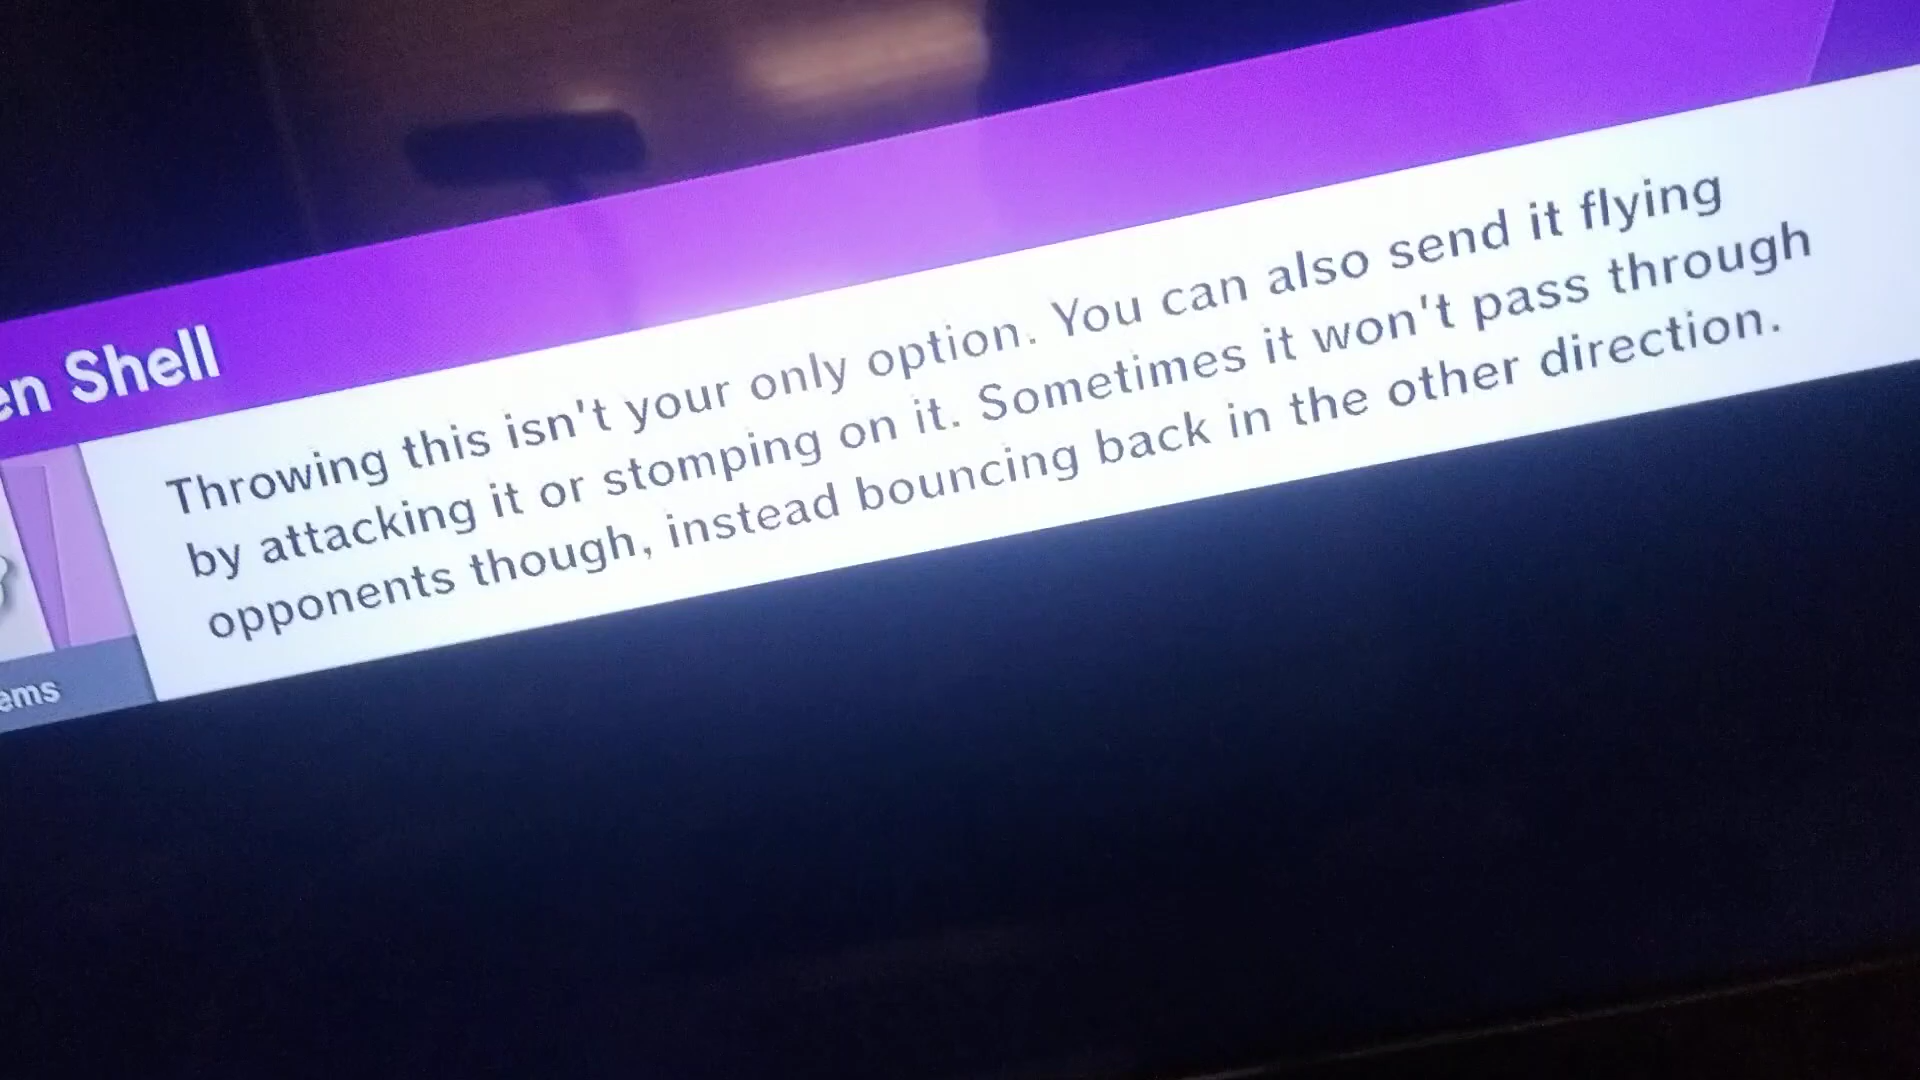 en Shell
Throwing this isn't your only option. You can also send it flying
by attacking it or stomping on it. Sometimes it won't pass through
opponents though, instead bouncing back in the other direction.
ems